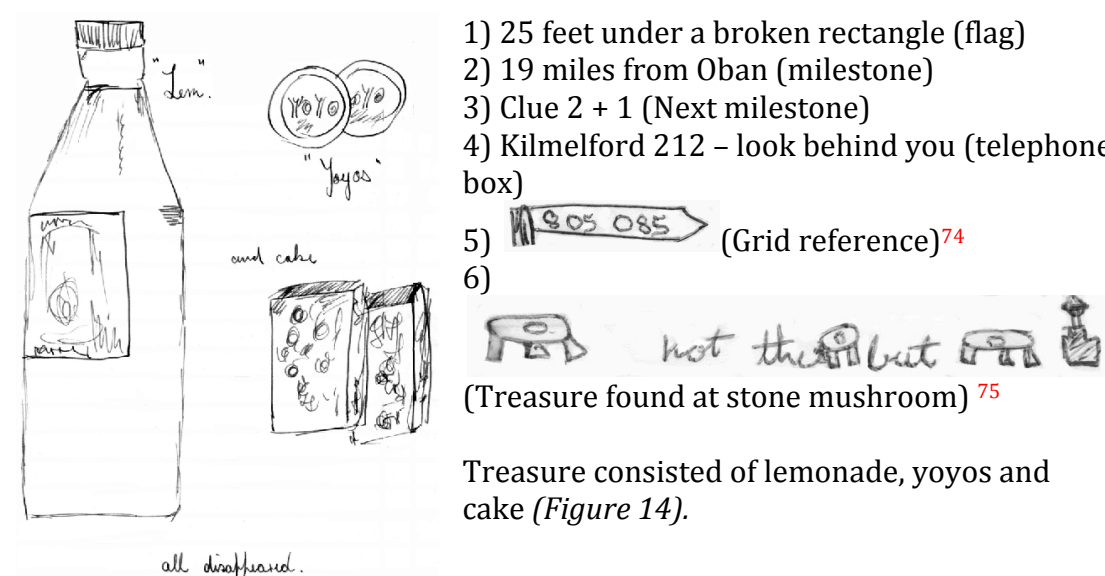 "Lem."
YOYO
YOYO
"Yoyos"
and cake
all disappeared.
1) 25 feet under a broken rectangle (flag)
2) 19 miles from Oban (milestone)
3) Clue 2 + 1 (Next milestone)
4) Kilmelford 212 – look behind you (telephone
box)
5) 805 085 (Grid reference)74
6)
not the but
(Treasure found at stone mushroom) 75
Treasure consisted of lemonade, yoyos and
cake (Figure 14).